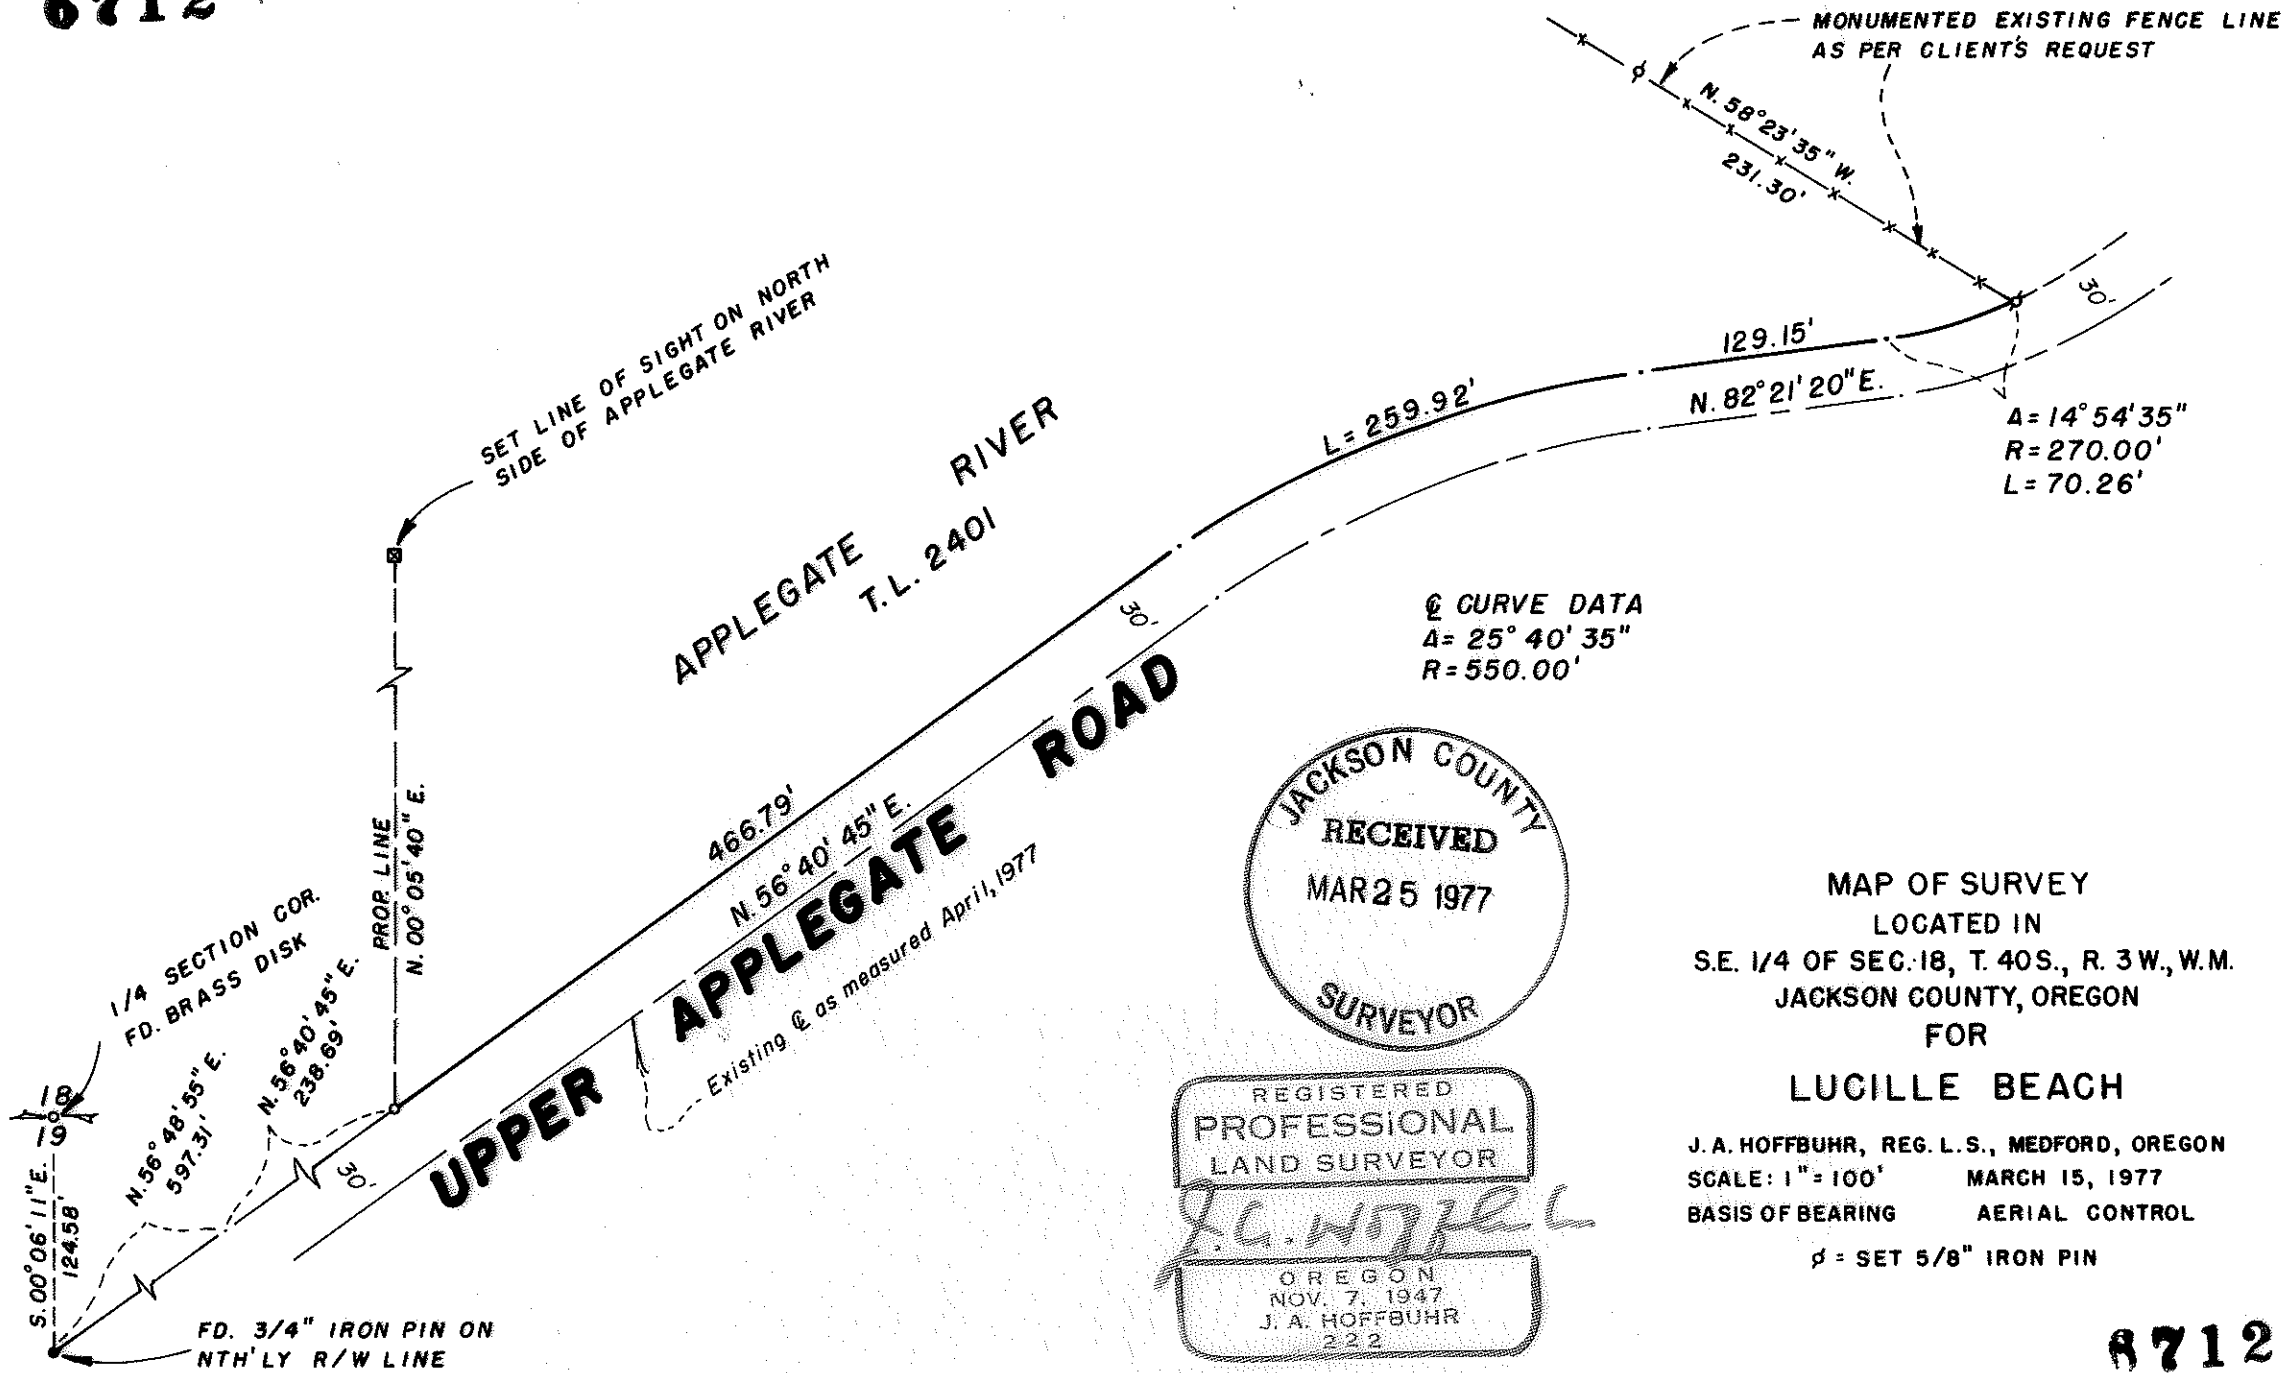 6712
MONUMENTED EXISTING FENCE LINE
AS PER CLIENT'S REQUEST
N. 58° 23' 35" W.
231.30'
SET LINE OF SIGHT ON NORTH
SIDE OF APPLEGATE RIVER
APPLEGATE RIVER
T.L. 2401
L = 259.92'
129.15'
N. 82° 21' 20" E.
30'
Δ = 14° 54' 35"
R = 270.00'
L = 70.26'
30'
℄ CURVE DATA
Δ = 25° 40' 35"
R = 550.00'
466.79'
N. 56° 40' 45" E.
UPPER APPLEGATE ROAD
Existing ℄ as measured April, 1977
PROP. LINE
N. 00° 05' 40" E.
1/4 SECTION COR.
FD. BRASS DISK
N. 56° 40' 45" E.
238.69'
N. 56° 48' 55" E.
597.31'
18
19
S. 00° 06' 11" E.
124.58'
30'
FD. 3/4" IRON PIN ON
NTH'LY R/W LINE
JACKSON COUNTY
RECEIVED
MAR 25 1977
SURVEYOR
REGISTERED
PROFESSIONAL
LAND SURVEYOR
OREGON
NOV. 7, 1947
J. A. HOFFBUHR
222
MAP OF SURVEY
LOCATED IN
S.E. 1/4 OF SEC. 18, T. 40 S., R. 3 W., W.M.
JACKSON COUNTY, OREGON
FOR
LUCILLE BEACH
J. A. HOFFBUHR, REG. L.S., MEDFORD, OREGON
SCALE: 1" = 100' MARCH 15, 1977
BASIS OF BEARING AERIAL CONTROL
ø = SET 5/8" IRON PIN
6712